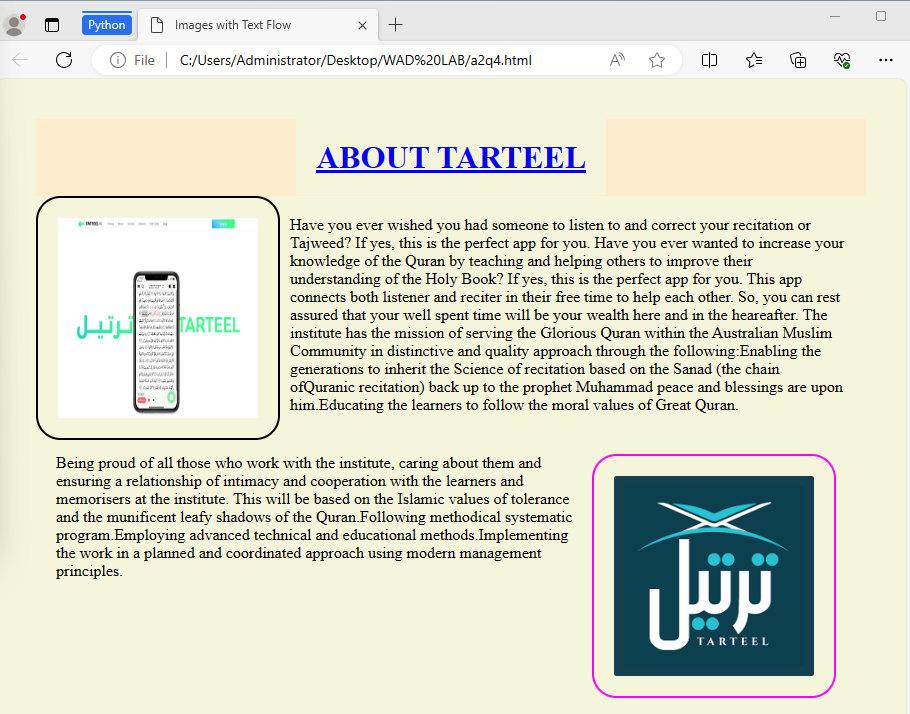 Python
Images with Text Flow
File
C:/Users/Administrator/Desktop/WAD%20LAB/a2q4.html
ABOUT TARTEEL
TARTEEL
ترتيل
TARTEEL
Have you ever wished you had someone to listen to and correct your recitation or
Tajweed? If yes, this is the perfect app for you. Have you ever wanted to increase your
knowledge of the Quran by teaching and helping others to improve their
understanding of the Holy Book? If yes, this is the perfect app for you. This app
connects both listener and reciter in their free time to help each other. So, you can rest
assured that your well spent time will be your wealth here and in the heareafter. The
institute has the mission of serving the Glorious Quran within the Australian Muslim
Community in distinctive and quality approach through the following:Enabling the
generations to inherit the Science of recitation based on the Sanad (the chain
ofQuranic recitation) back up to the prophet Muhammad peace and blessings are upon
him.Educating the learners to follow the moral values of Great Quran.
Being proud of all those who work with the institute, caring about them and
ensuring a relationship of intimacy and cooperation with the learners and
memorisers at the institute. This will be based on the Islamic values of tolerance
and the munificent leafy shadows of the Quran.Following methodical systematic
program.Employing advanced technical and educational methods.Implementing
the work in a planned and coordinated approach using modern management
principles.
ترتيل
TARTEEL